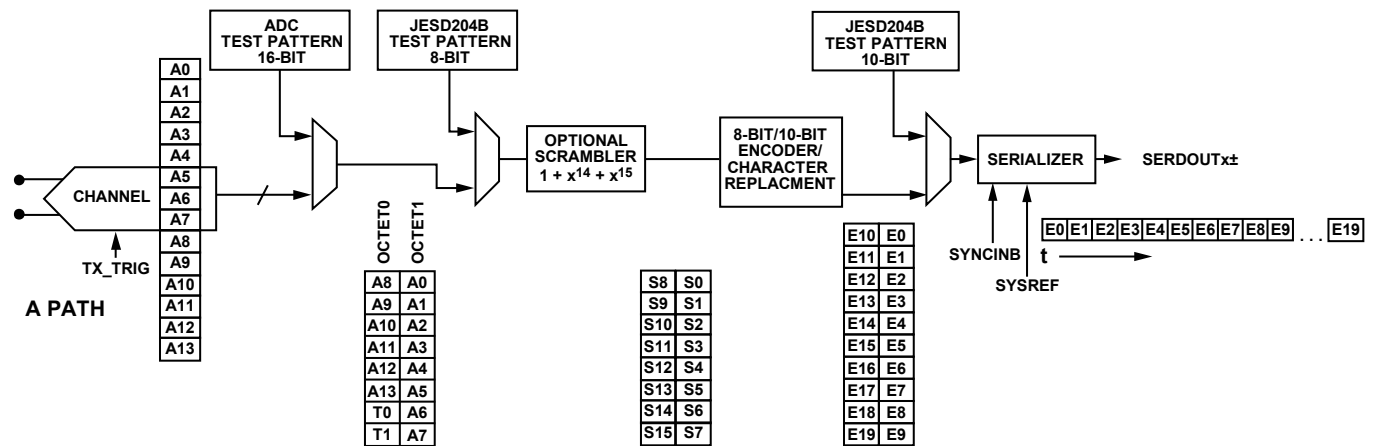 ADC
TEST PATTERN
16-BIT
JESD204B
TEST PATTERN
8-BIT
JESD204B
TEST PATTERN
10-BIT
A0
A1
A2
A3
A4
A5
A6
A7
A8
A9
A10
A11
A12
A13
CHANNEL
TX_TRIG
A PATH
OPTIONAL
SCRAMBLER
1 + x14 + x15
8-BIT/10-BIT
ENCODER/
CHARACTER
REPLACMENT
SERIALIZER
SERDOUTx±
SYNCINB
SYSREF
E0 E1 E2 E3 E4 E5 E6 E7 E8 E9 . . . E19
t
OCTET0
OCTET1
A8 A0
A9 A1
A10 A2
A11 A3
A12 A4
A13 A5
T0 A6
T1 A7
S8 S0
S9 S1
S10 S2
S11 S3
S12 S4
S13 S5
S14 S6
S15 S7
E10 E0
E11 E1
E12 E2
E13 E3
E14 E4
E15 E5
E16 E6
E17 E7
E18 E8
E19 E9